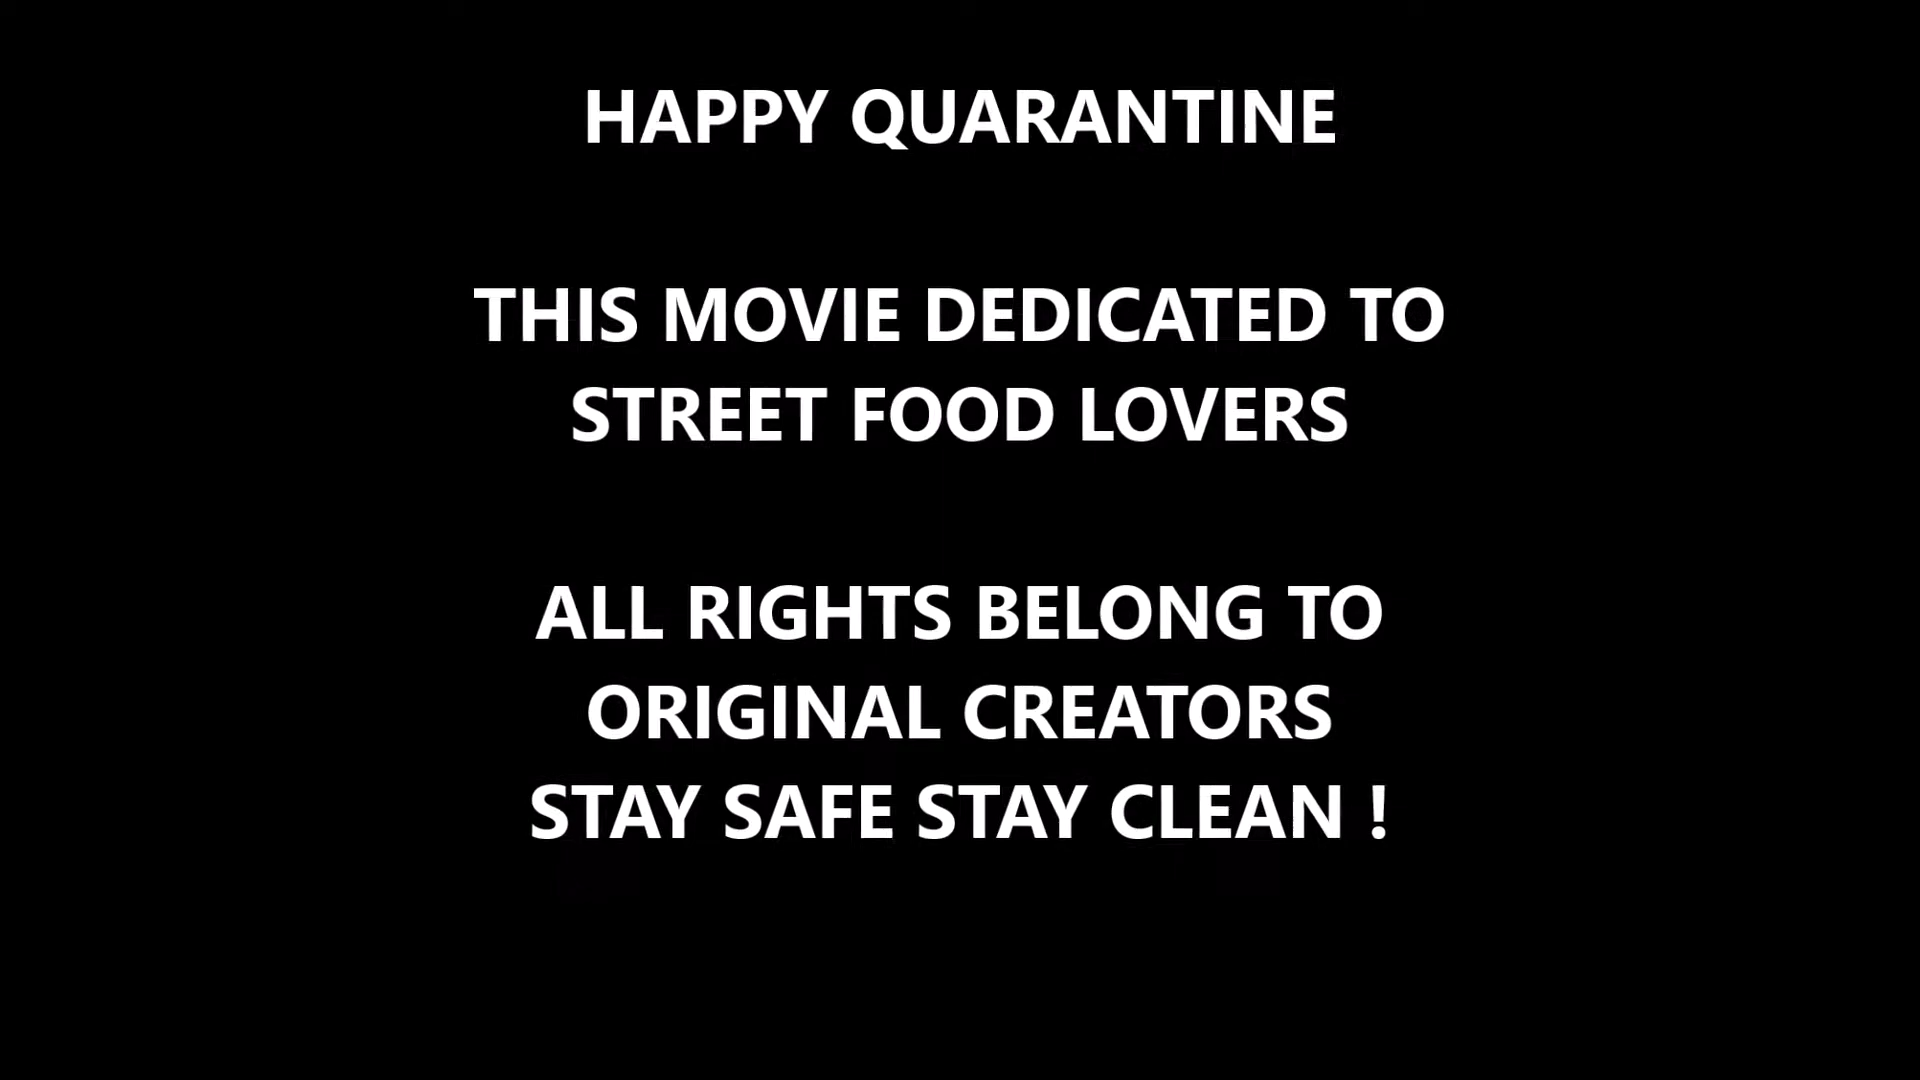 HAPPY QUARANTINE
THIS MOVIE DEDICATED TO
STREET FOOD LOVERS
ALL RIGHTS BELONG TO
ORIGINAL CREATORS
STAY SAFE STAY CLEAN !